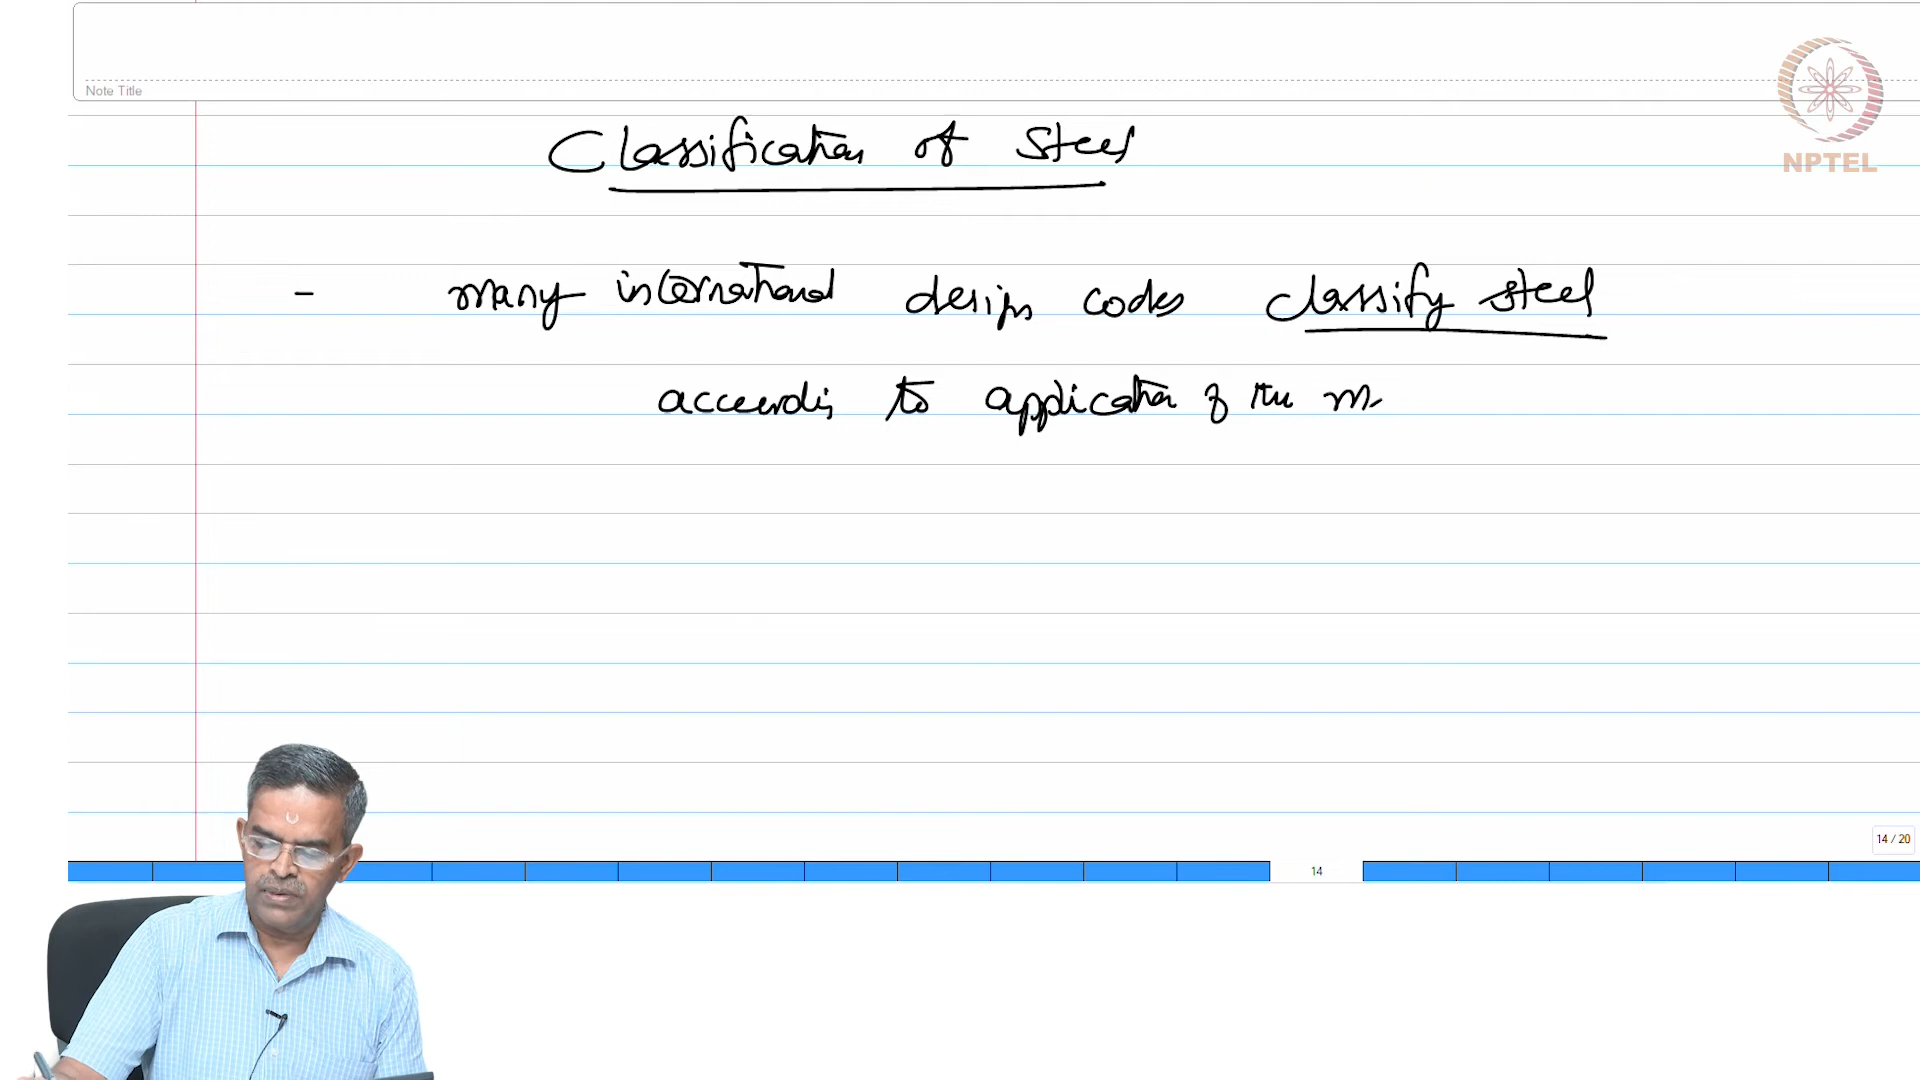 Note Title
Classification of Steel
NPTEL
- many international design codes classify steel
according to application of the m
14 / 20
14